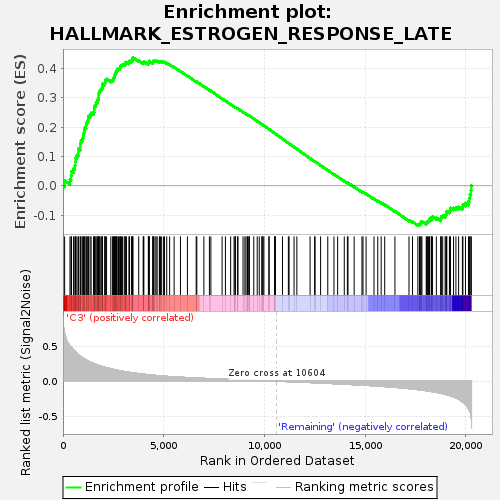 Enrichment plot:
HALLMARK_ESTROGEN_RESPONSE_LATE
Enrichment score (ES)
0.4
0.3
0.2
0.1
0.0
-0.1
'C3' (positively correlated)
Ranked list metric (Signal2Noise)
0.5
0.0
-0.5
Zero cross at 10604
'Remaining' (negatively correlated)
0
5,000
10,000
15,000
20,000
Rank in Ordered Dataset
Enrichment profile
Hits
Ranking metric scores